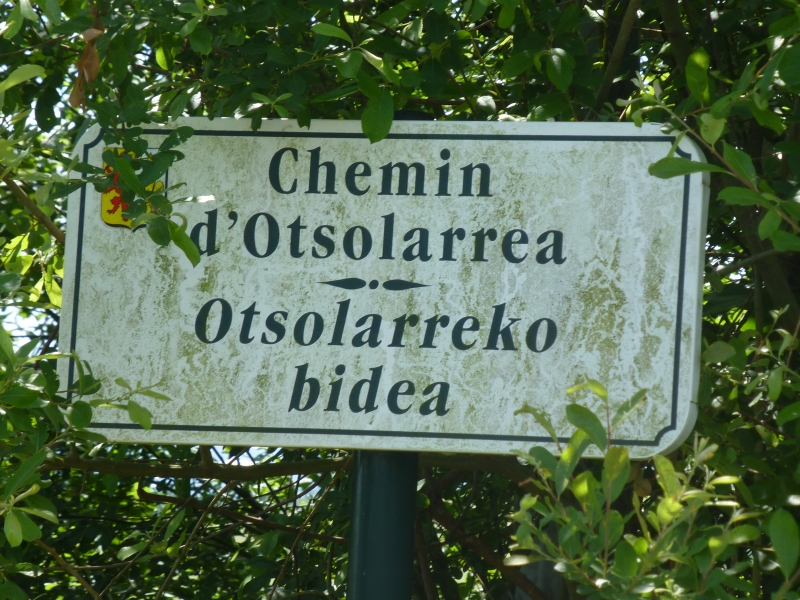 Chemin
d'Otsolarrea
Otsolarreko
bidea